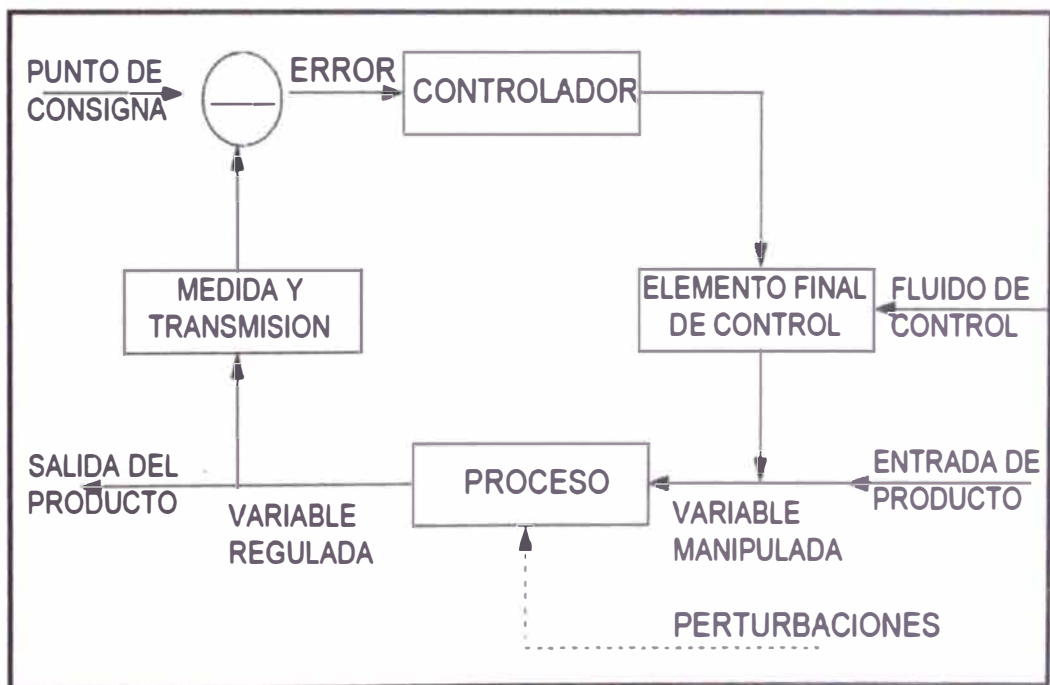 PUNTO DE
CONSIGNA
ERROR
CONTROLADOR
MEDIDA Y
TRANSMISION
ELEMENTO FINAL
DE CONTROL
FLUIDO DE
CONTROL
SALIDA DEL
PRODUCTO
VARIABLE
REGULADA
PROCESO
VARIABLE
MANIPULADA
ENTRADA DE
PRODUCTO
PERTURBACIONES